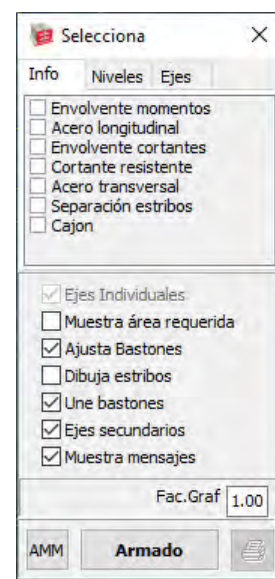 Selecciona
Info Niveles Ejes
Envolvente momentos
Acero longitudinal
Envolvente cortantes
Cortante resistente
Acero transversal
Separación estribos
Cajon
Ejes Individuales
Muestra área requerida
Ajusta Bastones
Dibuja estribos
Une bastones
Ejes secundarios
Muestra mensajes
Fac.Graf 1.00
AMM Armado